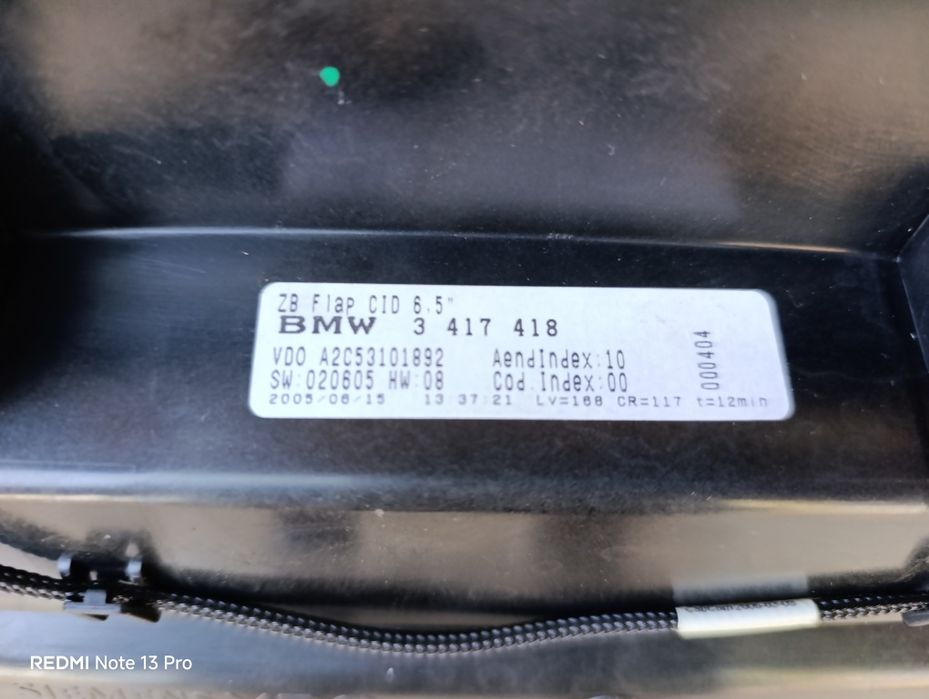 ZB Flap CID 6,5"
BMW 3 417 418
VDO A2C53101892 AendIndex:10
SW:020605 HW:08 Cod.Index:00
2005/06/15 13:37:21 LV=168 CR=117 t=12min
000404
REDMI Note 13 Pro